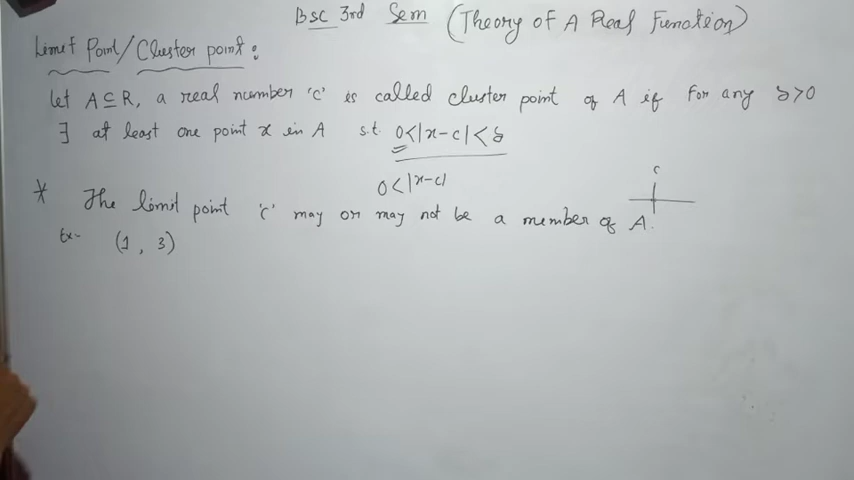 Bsc 3rd Sem (Theory of A Real Function)
Limit Point/Cluster point:
let A⊆R, a real number 'c' is called cluster point of A if for any δ>0
∃ at least one point x in A s.t. 0<|x-c|<δ
0<|x-c|
c
* The limit point 'c' may or may not be a member of A.
Ex- (1, 3)